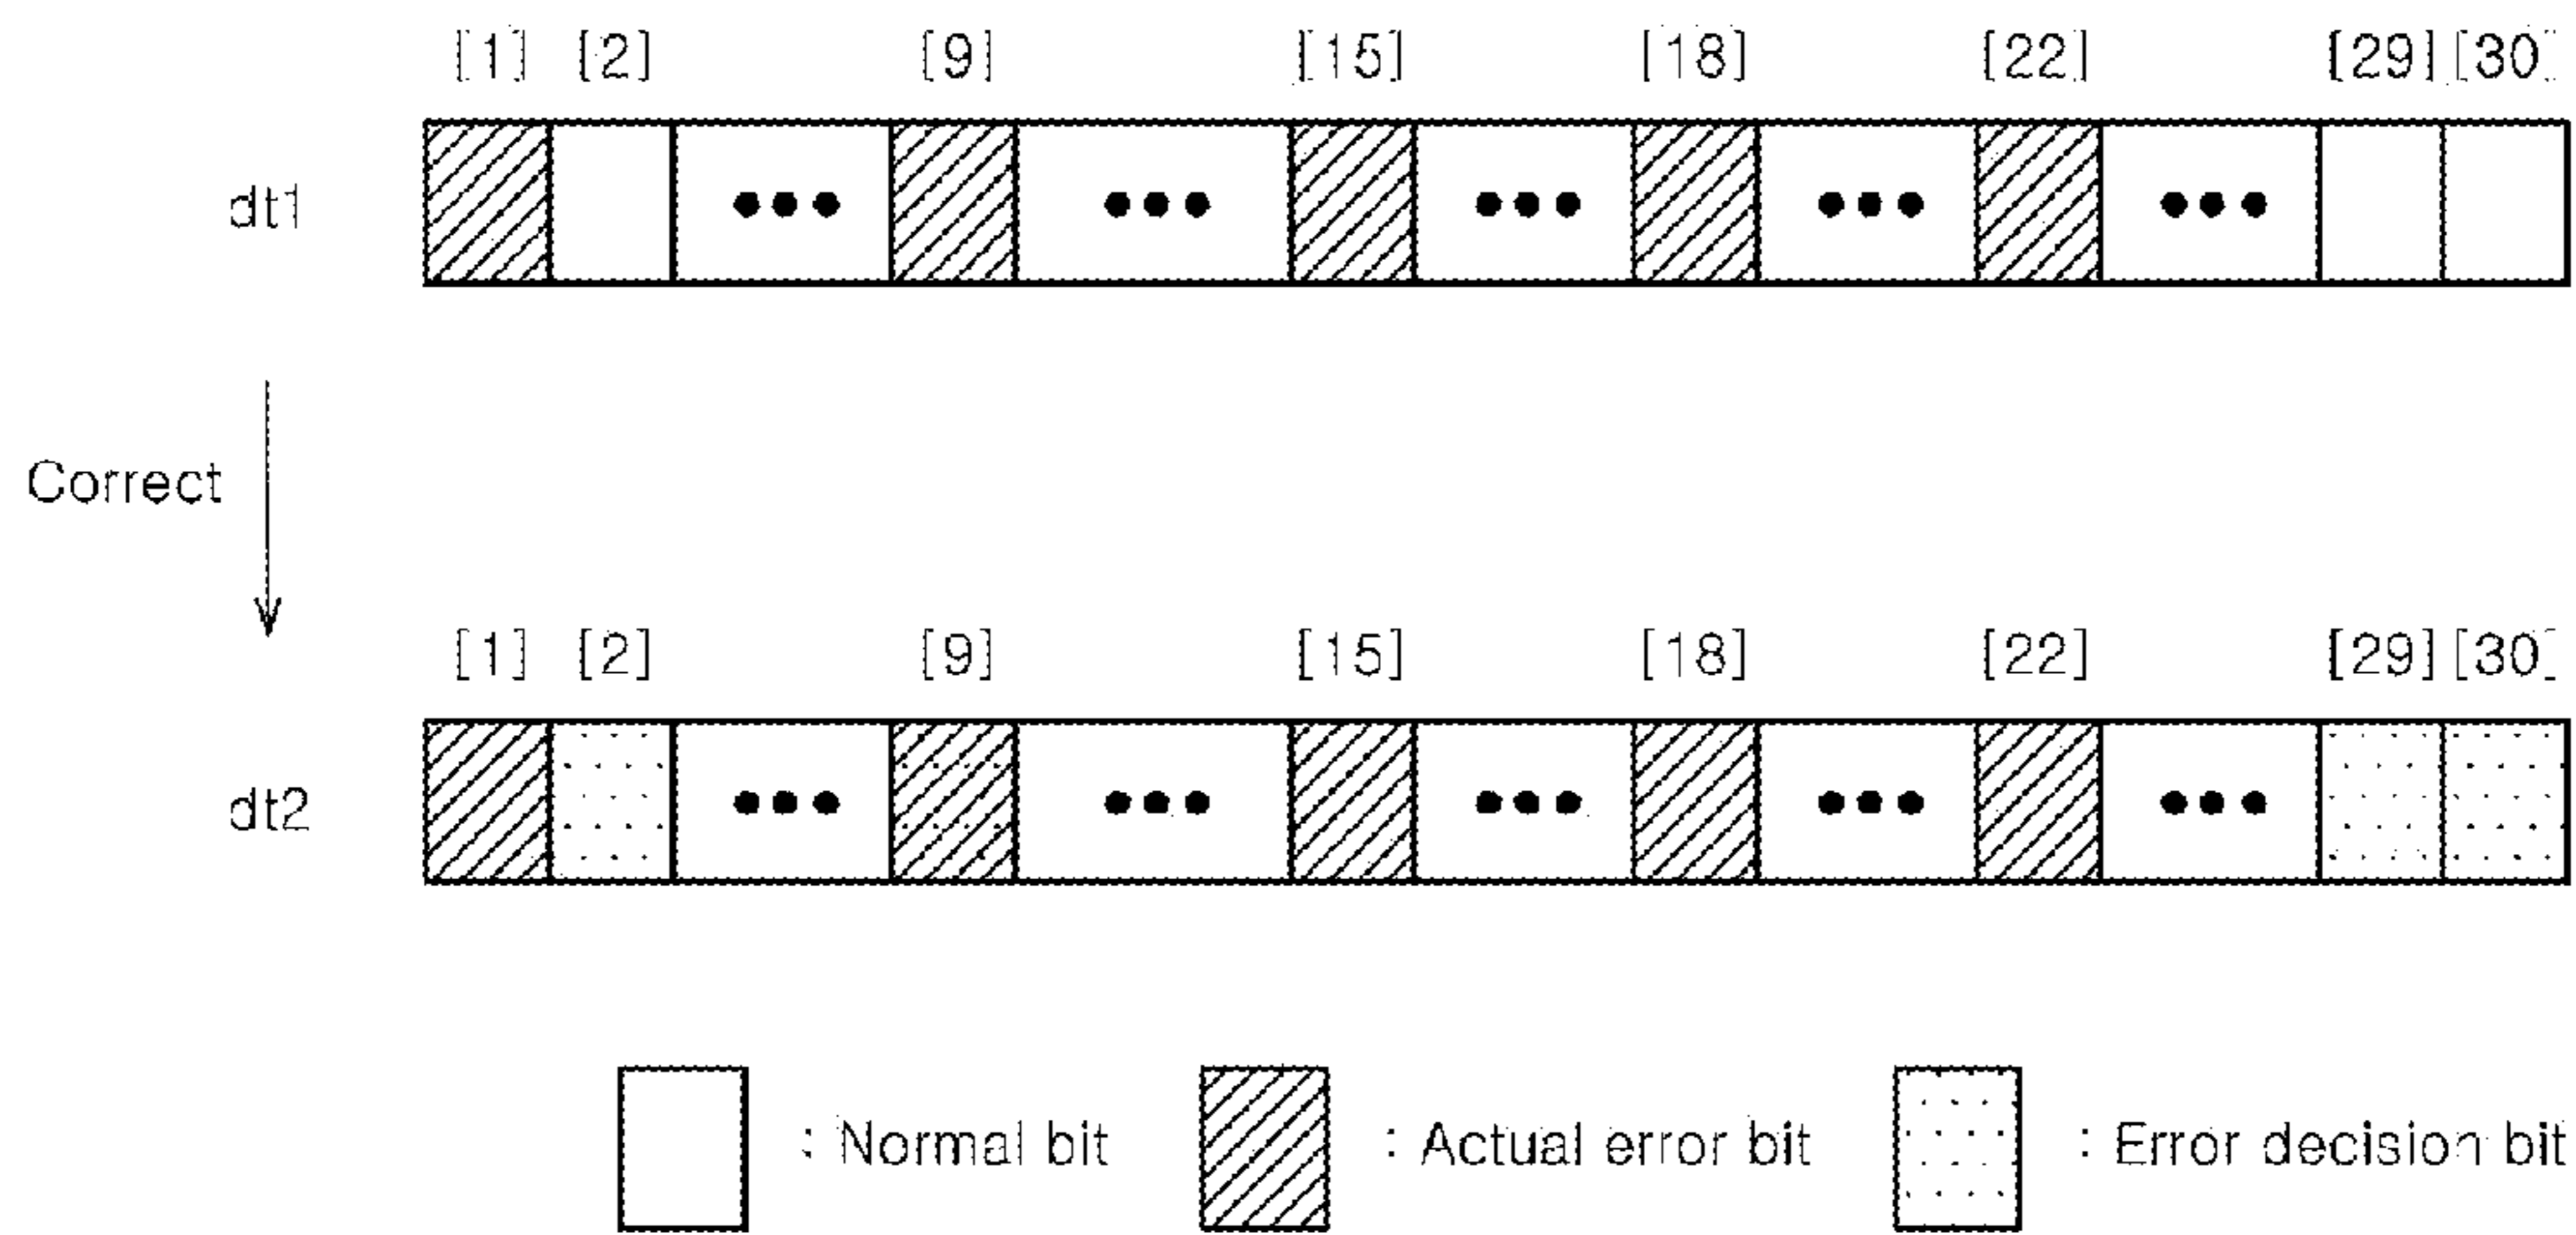 [1] [2] [9] [15] [18] [22] [29] [30]
dt1
Correct
[1] [2] [9] [15] [18] [22] [29] [30]
dt2
: Normal bit : Actual error bit : Error decision bit